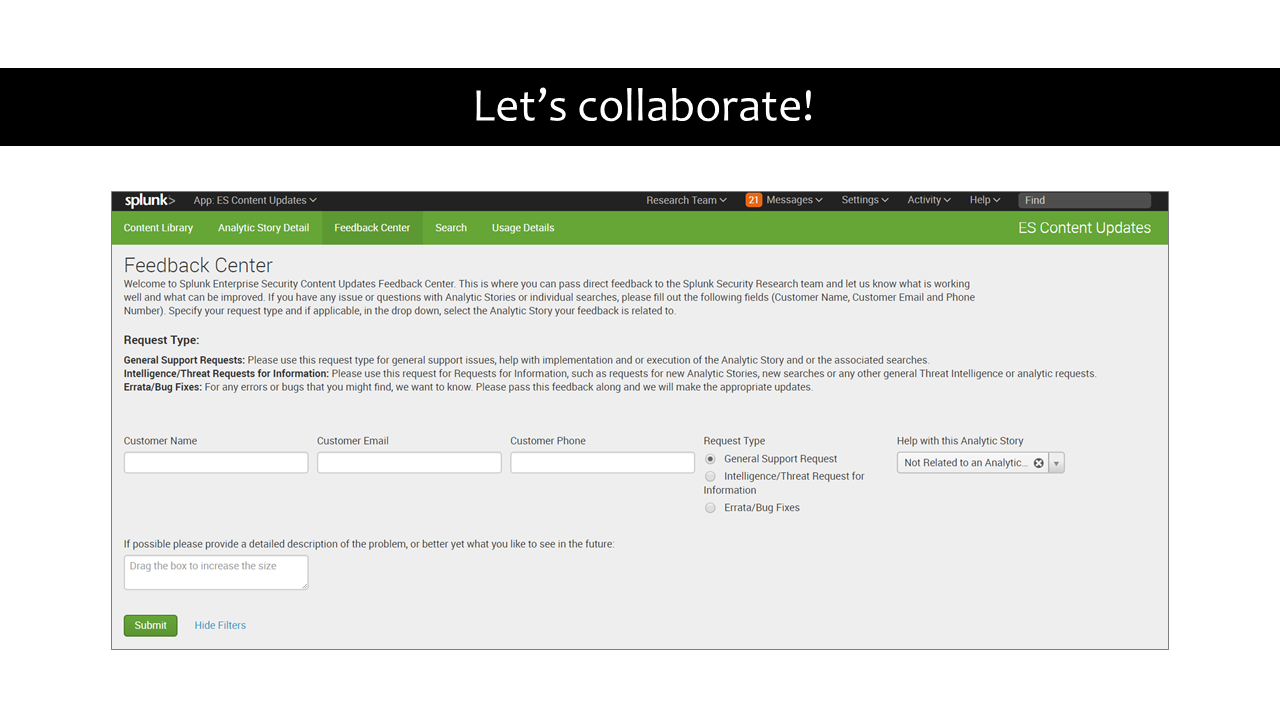 Let’s collaborate!
splunk> App: ES Content Updates Research Team 21 Messages Settings Activity Help Find
Content Library Analytic Story Detail Feedback Center Search Usage Details ES Content Updates
Feedback Center
Welcome to Splunk Enterprise Security Content Updates Feedback Center. This is where you can pass direct feedback to the Splunk Security Research team and let us know what is working
well and what can be improved. If you have any issue or questions with Analytic Stories or individual searches, please fill out the following fields (Customer Name, Customer Email and Phone
Number). Specify your request type and if applicable, in the drop down, select the Analytic Story your feedback is related to.
Request Type:
General Support Requests: Please use this request type for general support issues, help with implementation and or execution of the Analytic Story and or the associated searches.
Intelligence/Threat Requests for Information: Please use this request for Requests for Information, such as requests for new Analytic Stories, new searches or any other general Threat Intelligence or analytic requests.
Errata/Bug Fixes: For any errors or bugs that you might find, we want to know. Please pass this feedback along and we will make the appropriate updates.
Customer Name Customer Email Customer Phone Request Type Help with this Analytic Story
General Support Request Not Related to an Analytic...
Intelligence/Threat Request for
Information
Errata/Bug Fixes
If possible please provide a detailed description of the problem, or better yet what you like to see in the future:
Drag the box to increase the size
Submit Hide Filters